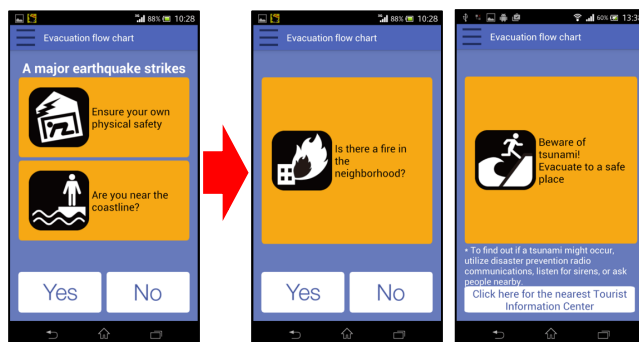 88% 10:28
Evacuation flow chart
A major earthquake strikes
Ensure your own
physical safety
Are you near the
coastline?
Yes No
88% 10:28
Evacuation flow chart
Is there a fire in
the
neighborhood?
Yes No
60% 13:38
Evacuation flow chart
Beware of
tsunami!
Evacuate to a safe
place
• To find out if a tsunami might occur,
utilize disaster prevention radio
communications, listen for sirens, or ask
people nearby.
Click here for the nearest Tourist
Information Center